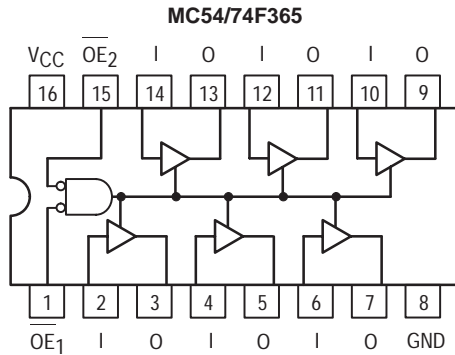 MC54/74F365
VCC OE2 I O I O I O
16 15 14 13 12 11 10 9
1 2 3 4 5 6 7 8
OE1 I O I O I O GND